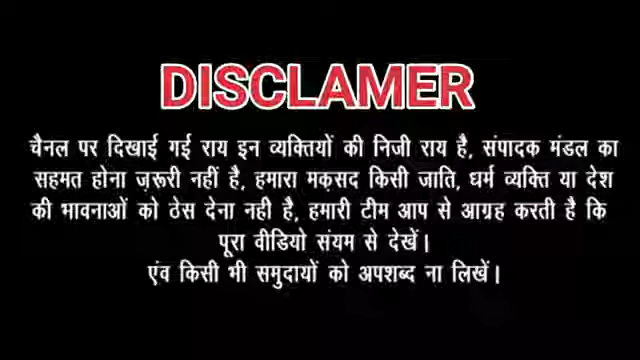 DISCLAMER
चैनल पर दिखाई गई राय इन व्यक्तियों की निजी राय है, संपादक मंडल का
सहमत होना ज़रूरी नहीं है, हमारा मक़सद किसी जाति, धर्म व्यक्ति या देश
की भावनाओं को ठेस देना नही है, हमारी टीम आप से आग्रह करती है कि
पूरा वीडियो संयम से देखें।
एंव किसी भी समुदायों को अपशब्द ना लिखें।